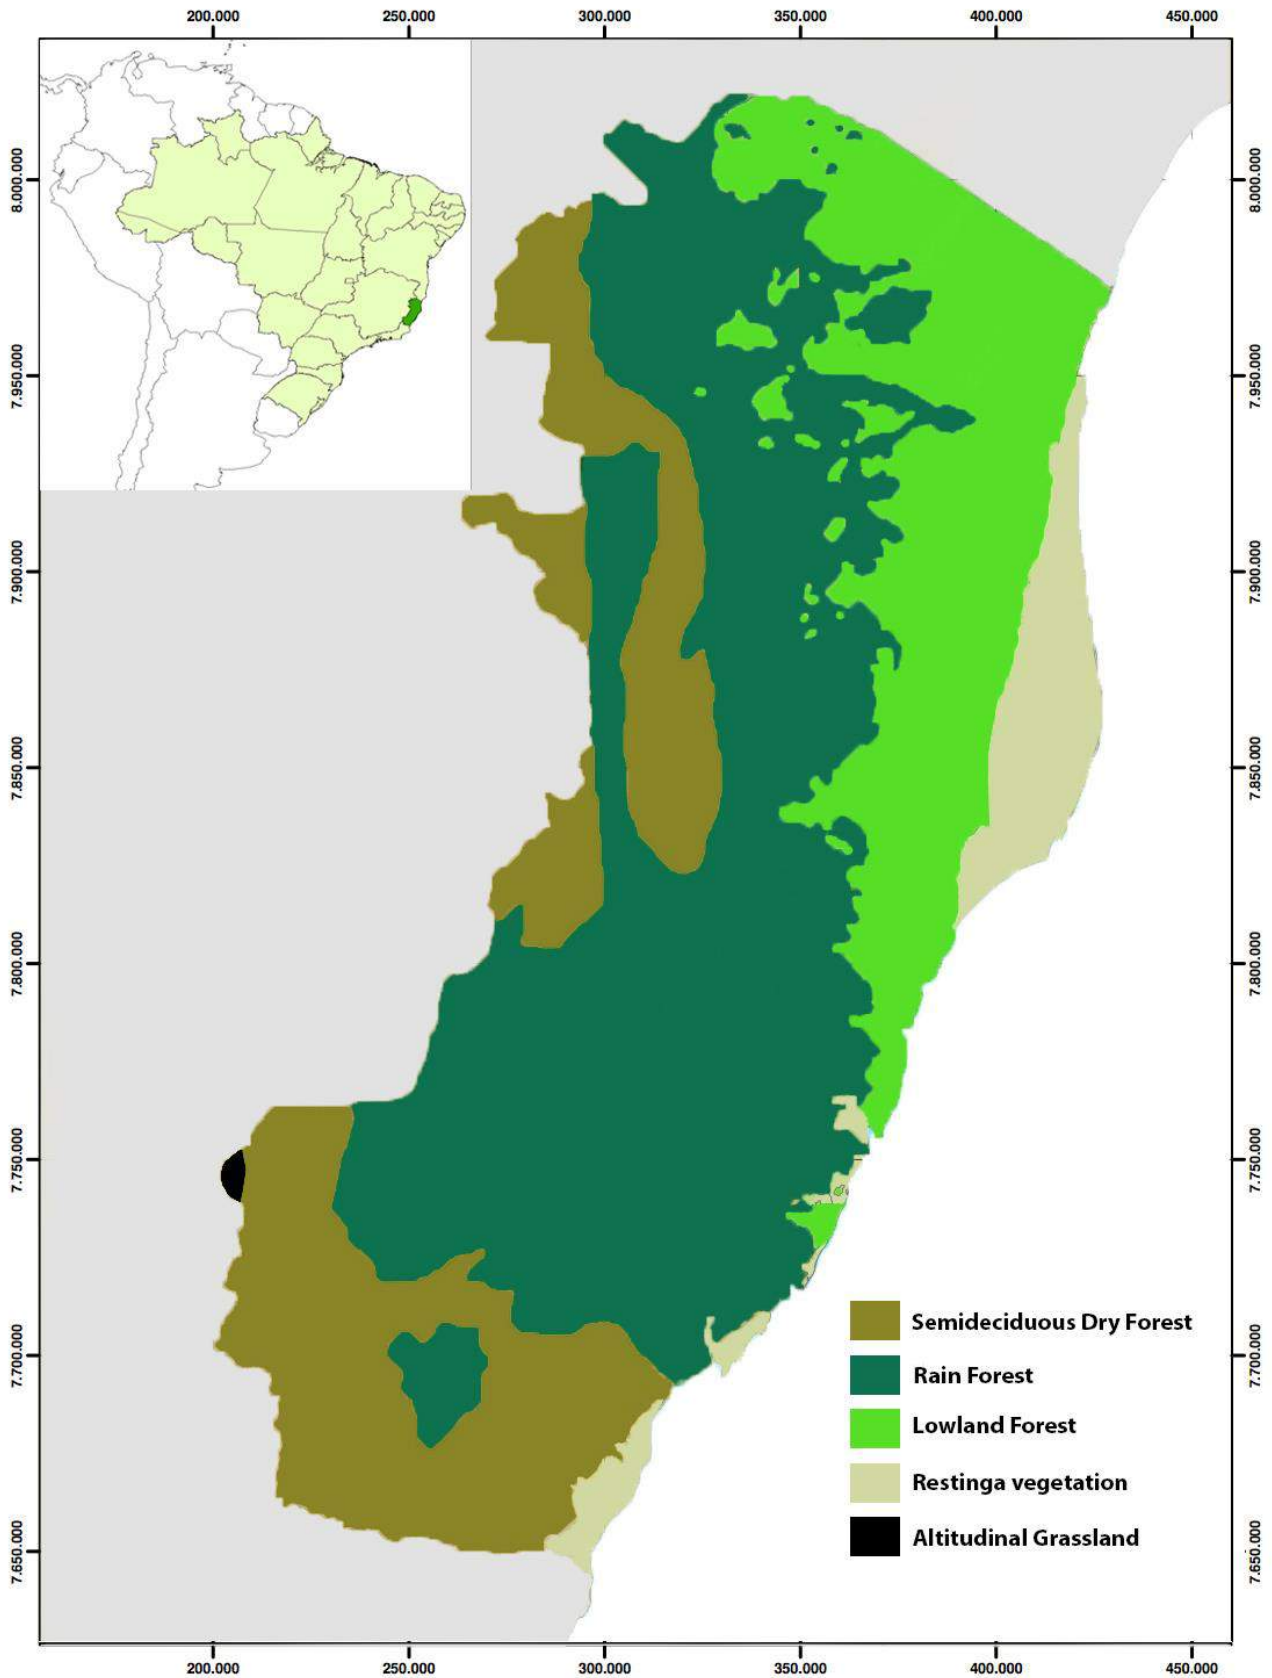 200.000 250.000 300.000 350.000 400.000 450.000
8.000.000
7.950.000
7.900.000
7.850.000
7.800.000
7.750.000
7.700.000
7.650.000
8.000.000
7.950.000
7.900.000
7.850.000
7.800.000
7.750.000
7.700.000
7.650.000
Semideciduous Dry Forest
Rain Forest
Lowland Forest
Restinga vegetation
Altitudinal Grassland
200.000 250.000 300.000 350.000 400.000 450.000